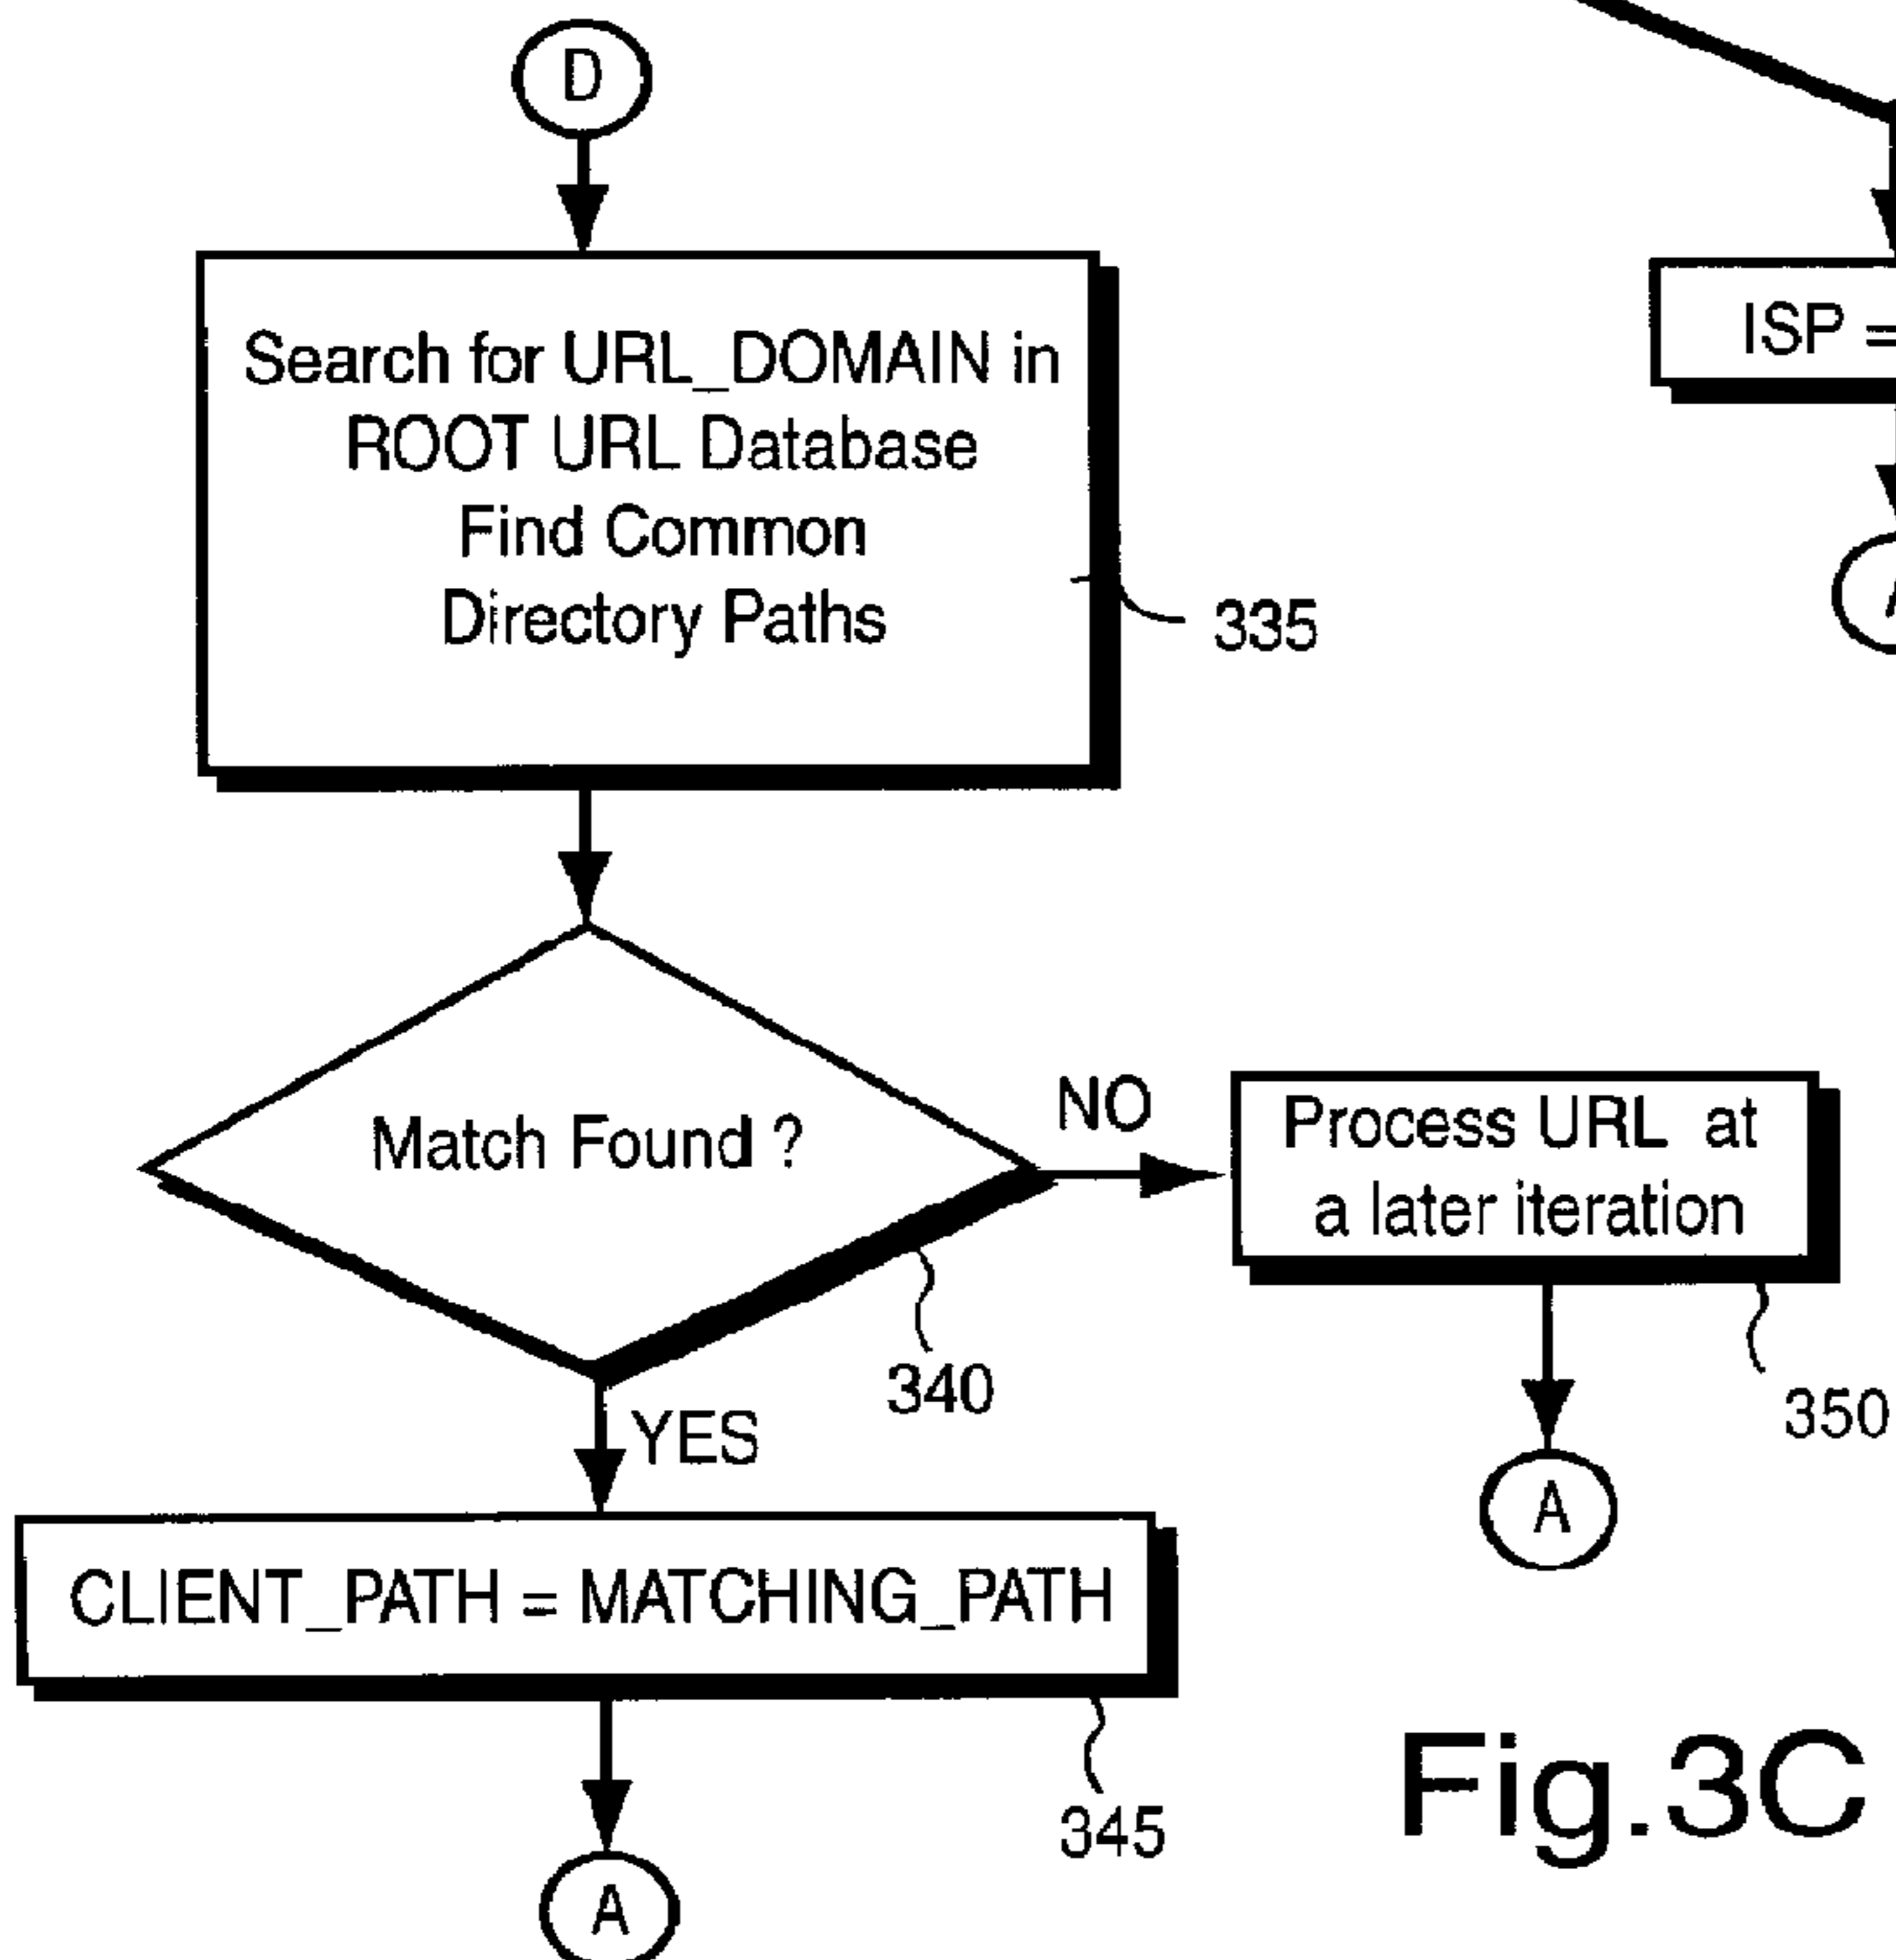 D
Search for URL_DOMAIN in
ROOT URL Database
Find Common
Directory Paths
335
ISP =
Match Found ?
NO
Process URL at
a later iteration
340
350
YES
A
CLIENT_PATH = MATCHING_PATH
345
A
Fig.3C